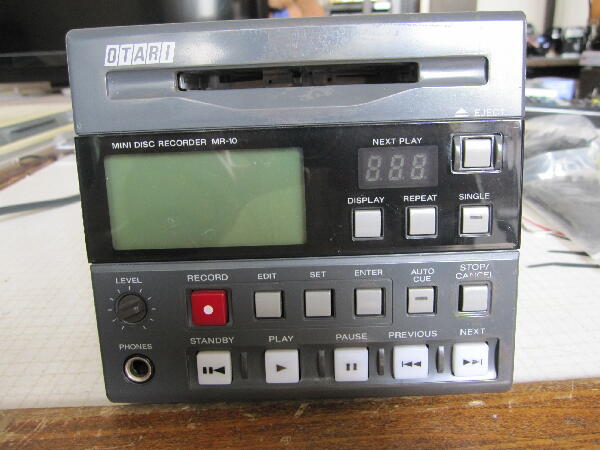 OTARI
EJECT
MINI DISC RECORDER MR-10
NEXT PLAY
DISPLAY REPEAT SINGLE
LEVEL
RECORD EDIT SET ENTER AUTO CUE STOP/CANCEL
PHONES
STANDBY PLAY PAUSE PREVIOUS NEXT